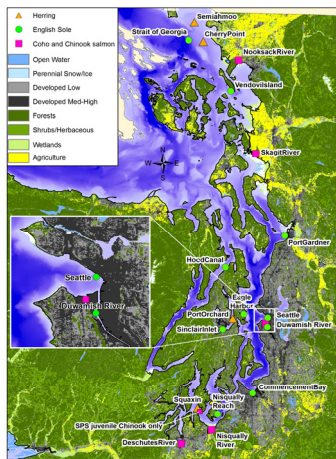 Herring
English Sole
Coho and Chinook salmon
Open Water
Perennial Snow/Ice
Developed Low
Developed Med-High
Forests
Shrubs/Herbaceous
Wetlands
Agriculture
Semiahmoo
Strait of Georgia
CherryPoint
NooksackRiver
VendoviIsland
N
W
E
S
SkagitRiver
PortGardner
HoodCanal
Eagle
Harbor
PortOrchard
SinclairInlet
Seattle
Duwamish River
Seattle
Duwamish River
CommencementBay
Squaxin
Nisqually
Reach
SPS juvenile Chinook only
Nisqually
River
DeschutesRiver